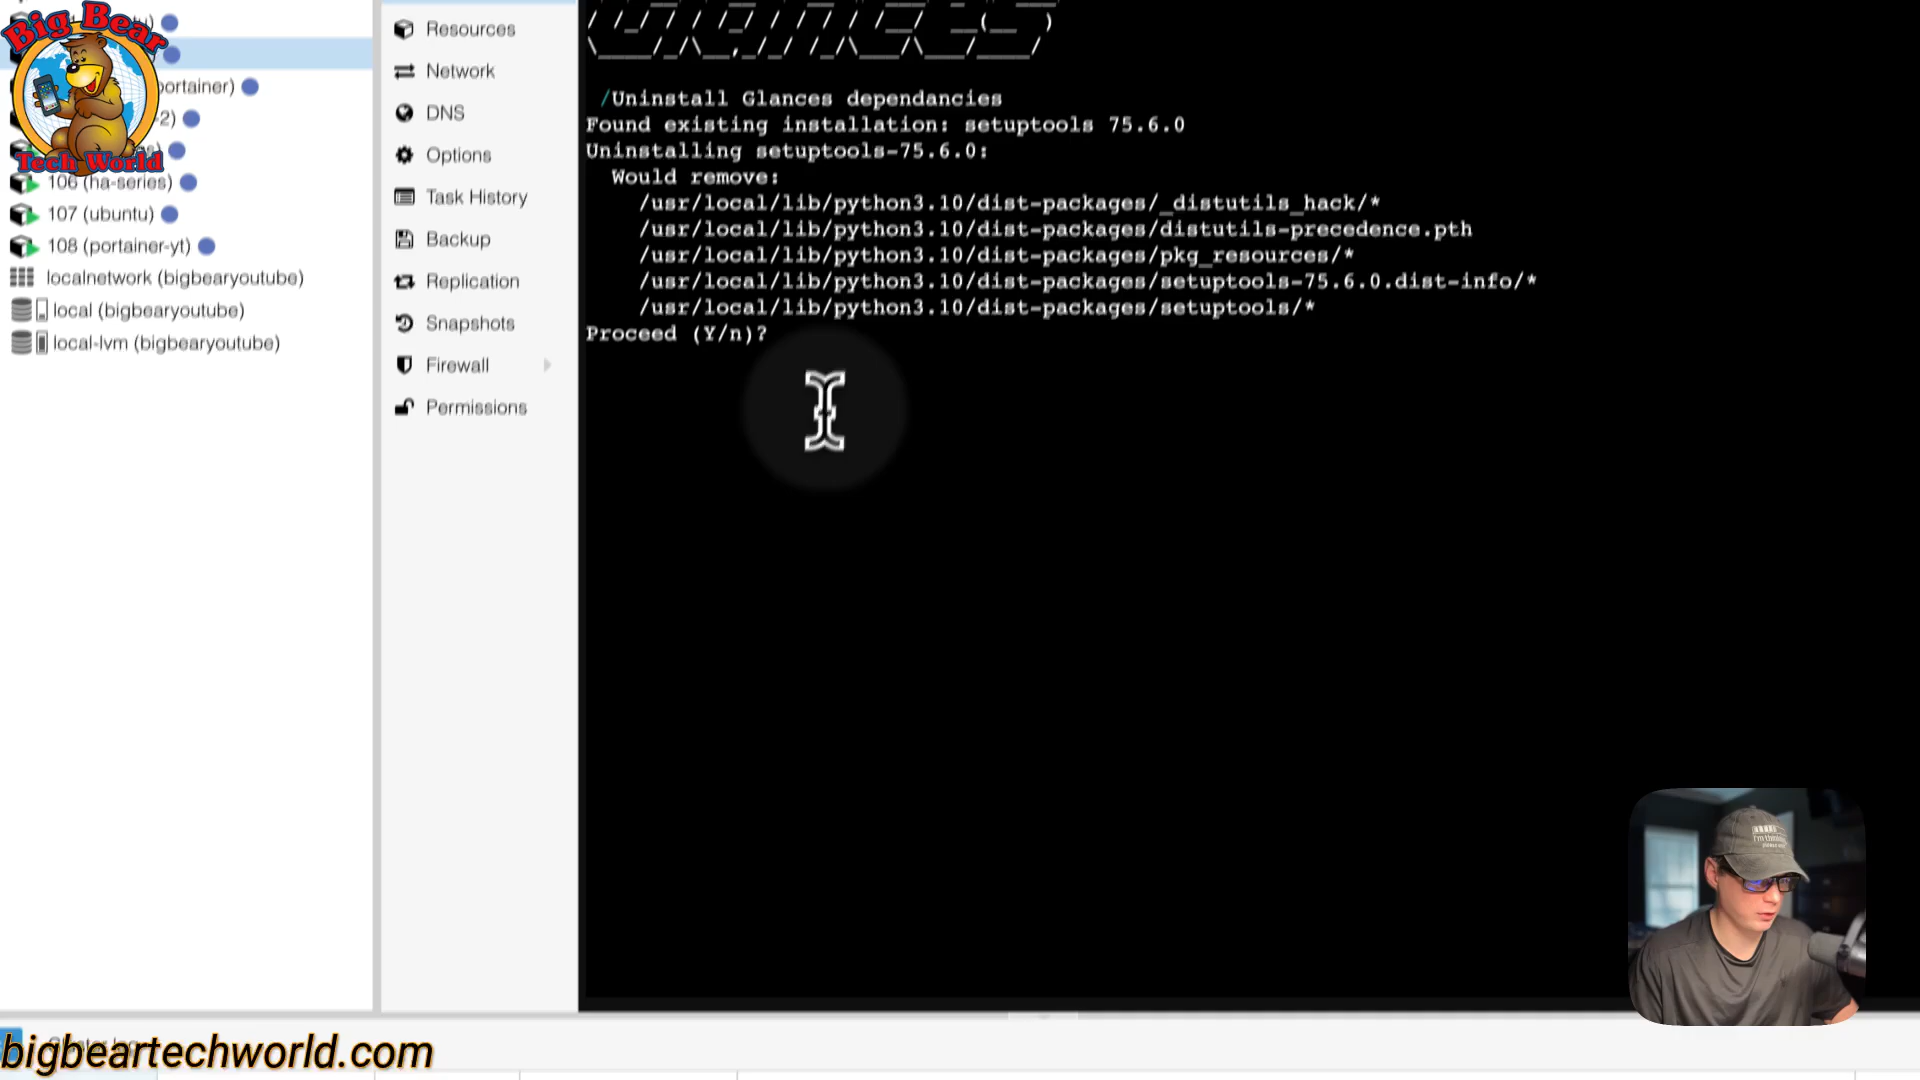 Big Bear
Tech World
portainer)
-2)
106 (ha-series)
107 (ubuntu)
108 (portainer-yt)
localnetwork (bigbearyoutube)
local (bigbearyoutube)
local-lvm (bigbearyoutube)
Resources
Network
DNS
Options
Task History
Backup
Replication
Snapshots
Firewall
Permissions
/Uninstall Glances dependancies
Found existing installation: setuptools 75.6.0
Uninstalling setuptools-75.6.0:
Would remove:
/usr/local/lib/python3.10/dist-packages/_distutils_hack/*
/usr/local/lib/python3.10/dist-packages/distutils-precedence.pth
/usr/local/lib/python3.10/dist-packages/pkg_resources/*
/usr/local/lib/python3.10/dist-packages/setuptools-75.6.0.dist-info/*
/usr/local/lib/python3.10/dist-packages/setuptools/*
Proceed (Y/n)?
bigbeartechworld.com